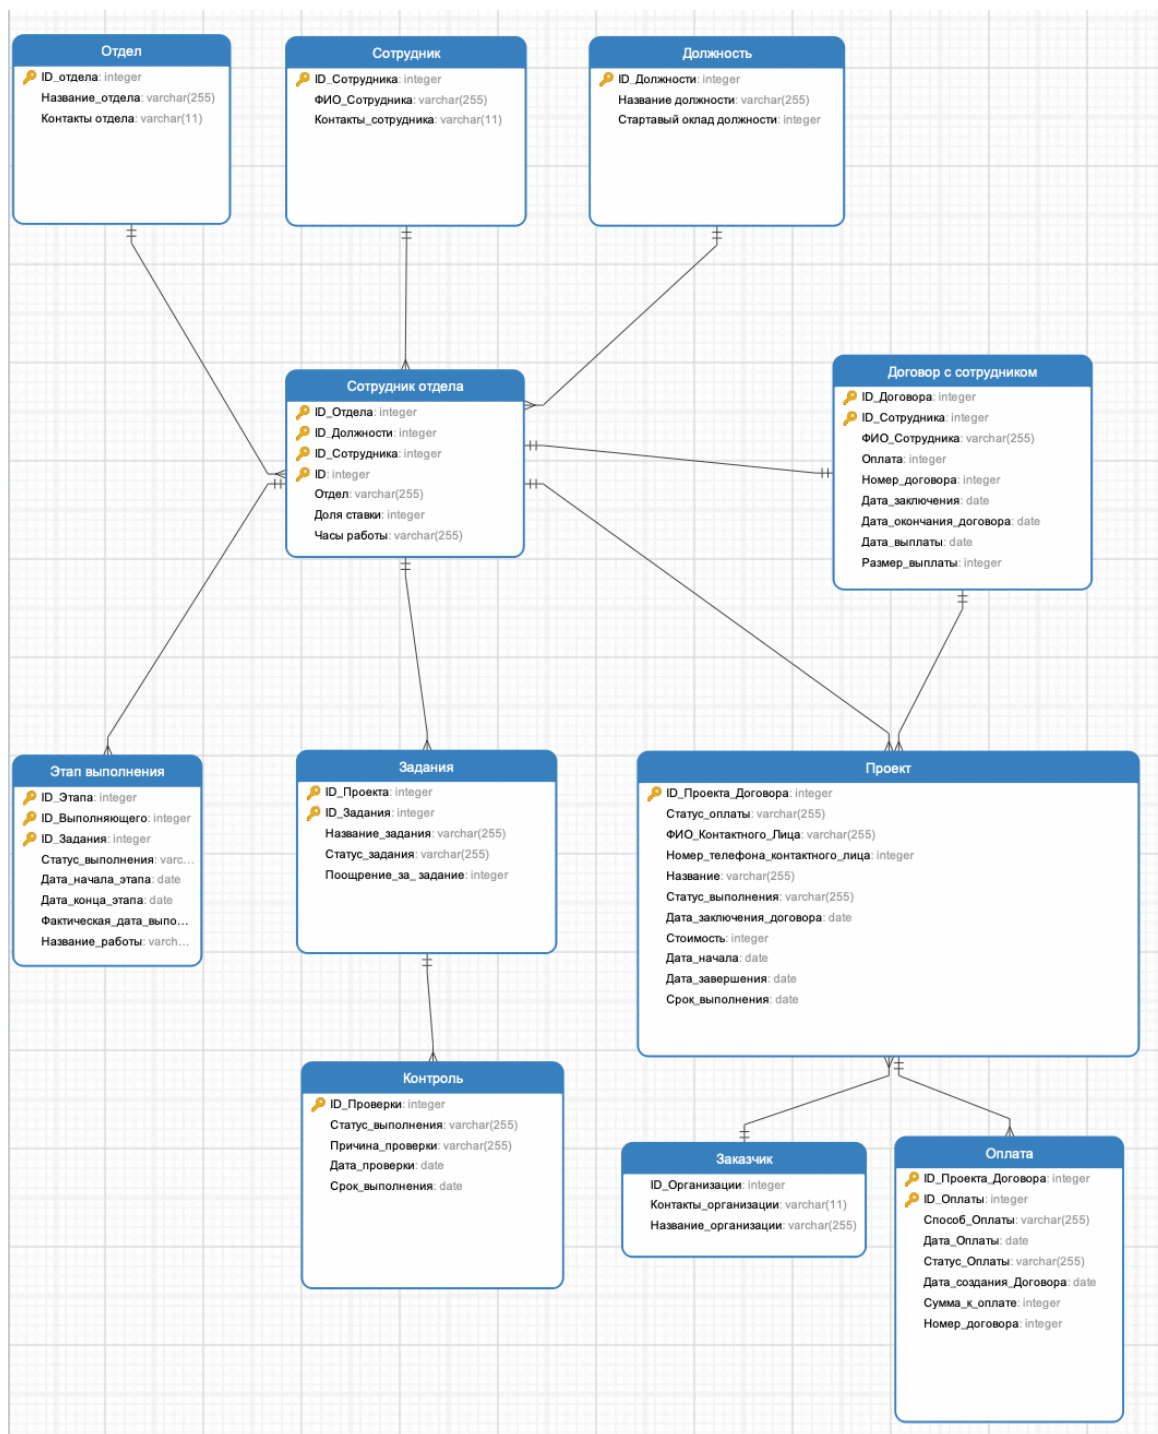 Отдел
ID_отдела: integer
Название_отдела: varchar(255)
Контакты отдела: varchar(11)
Сотрудник
ID_Сотрудника: integer
ФИО_Сотрудника: varchar(255)
Контакты_сотрудника: varchar(11)
Должность
ID_Должности: integer
Название должности: varchar(255)
Стартовый оклад должности: integer
Сотрудник отдела
ID_Отдела: integer
ID_Должности: integer
ID_Сотрудника: integer
ID: integer
Отдел: varchar(255)
Доля ставки: integer
Часы работы: varchar(255)
Договор с сотрудником
ID_Договора: integer
ID_Сотрудника: integer
ФИО_Сотрудника: varchar(255)
Оплата: integer
Номер_договора: integer
Дата_заключения: date
Дата_окончания_договора: date
Дата_выплаты: date
Размер_выплаты: integer
Этап выполнения
ID_Этапа: integer
ID_Выполняющего: integer
ID_Задания: integer
Статус_выполнения: varc...
Дата_начала_этапа: date
Дата_конца_этапа: date
Фактическая_дата_выпо...
Название_работы: varch...
Задания
ID_Проекта: integer
ID_Задания: integer
Название_задания: varchar(255)
Статус_задания: varchar(255)
Поощрение_за_ задание: integer
Проект
ID_Проекта_Договора: integer
Статус_оплаты: varchar(255)
ФИО_Контактного_Лица: varchar(255)
Номер_телефона_контактного_лица: integer
Название: varchar(255)
Статус_выполнения: varchar(255)
Дата_заключения_договора: date
Стоимость: integer
Дата_начала: date
Дата_завершения: date
Срок_выполнения: date
Контроль
ID_Проверки: integer
Статус_выполнения: varchar(255)
Причина_проверки: varchar(255)
Дата_проверки: date
Срок_выполнения: date
Заказчик
ID_Организации: integer
Контакты_организации: varchar(11)
Название_организации: varchar(255)
Оплата
ID_Проекта_Договора: integer
ID_Оплаты: integer
Способ_Оплаты: varchar(255)
Дата_Оплаты: date
Статус_Оплаты: varchar(255)
Дата_создания_Договора: date
Сумма_к_оплате: integer
Номер_договора: integer